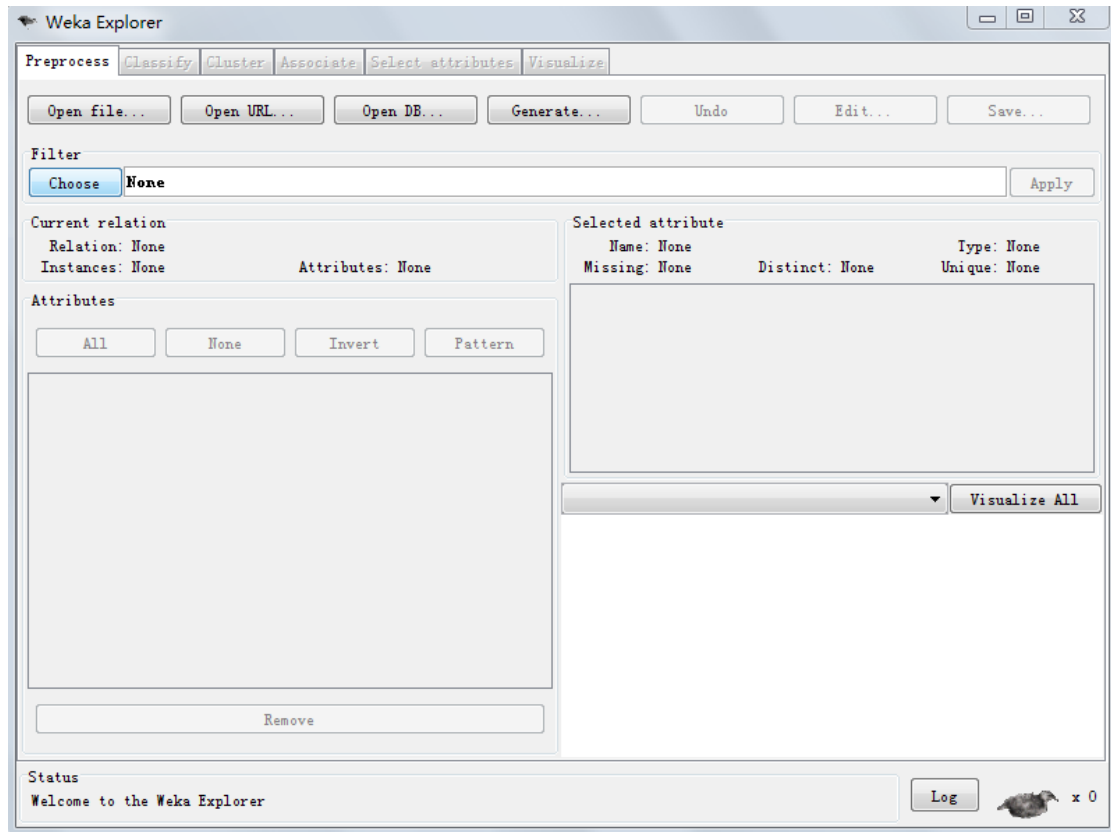 Weka Explorer
Preprocess Classify Cluster Associate Select attributes Visualize
Open file... Open URL... Open DB... Generate... Undo Edit... Save...
Filter
Choose None Apply
Current relation
Relation: None
Instances: None Attributes: None
Selected attribute
Name: None Type: None
Missing: None Distinct: None Unique: None
Attributes
All None Invert Pattern
Visualize All
Remove
Status
Welcome to the Weka Explorer
Log x 0